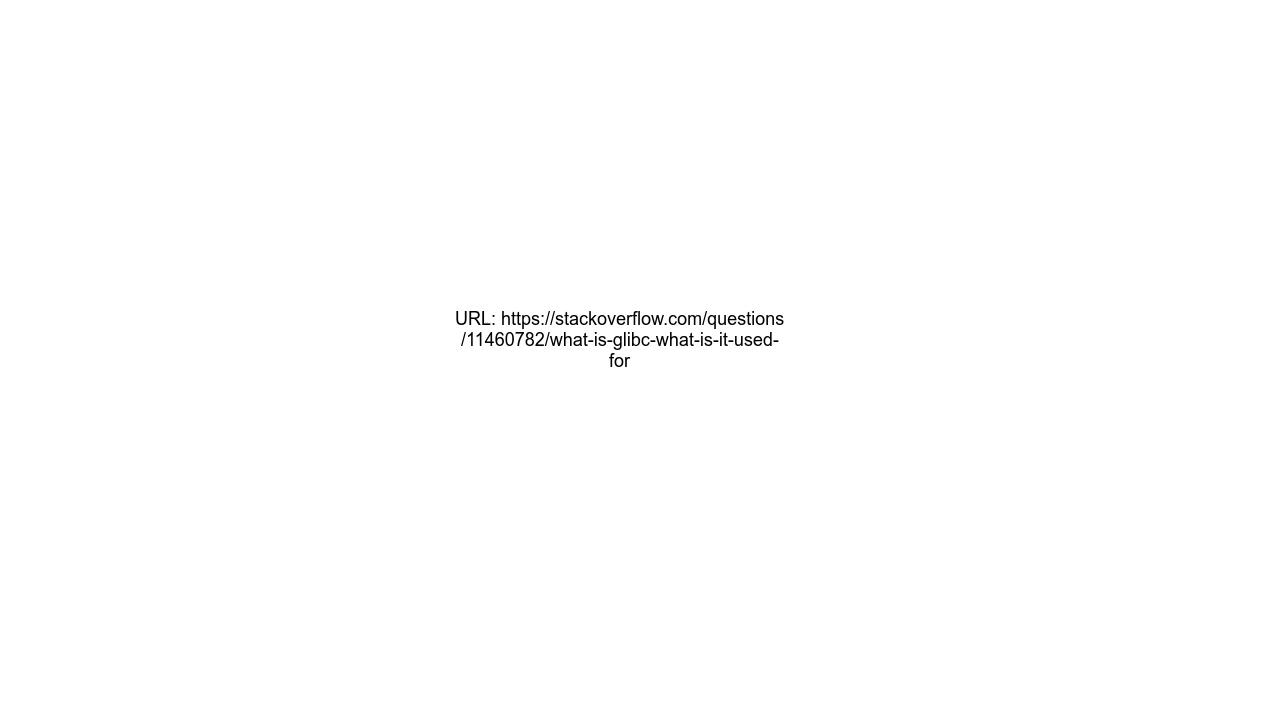 URL: https://stackoverflow.com/questions
/11460782/what-is-glibc-what-is-it-used-
for